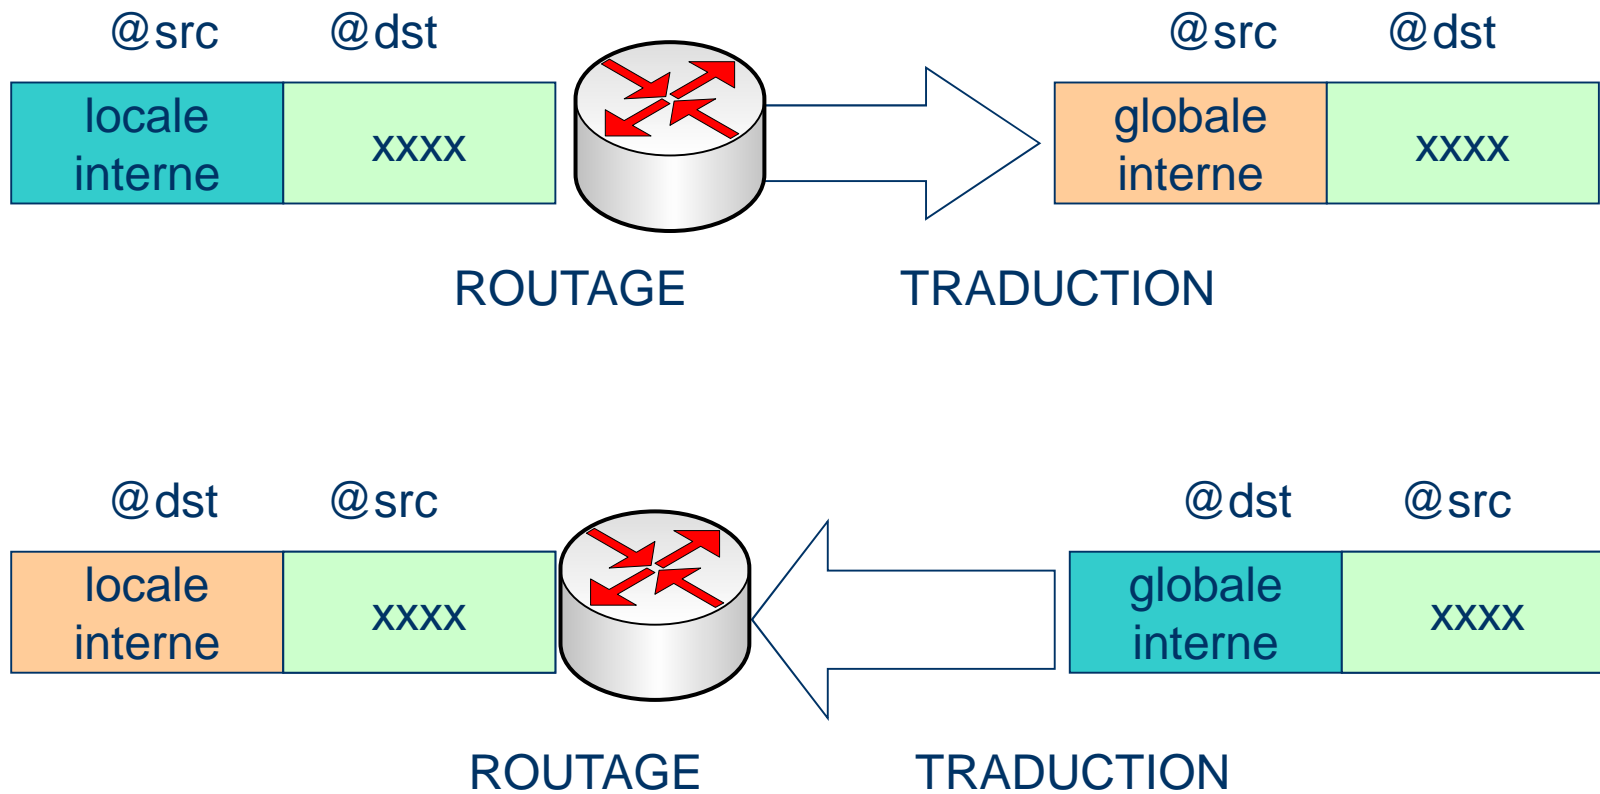 @src @dst @src @dst
locale interne xxxx globale interne xxxx
ROUTAGE TRADUCTION
@dst @src @dst @src
locale interne xxxx globale interne xxxx
ROUTAGE TRADUCTION